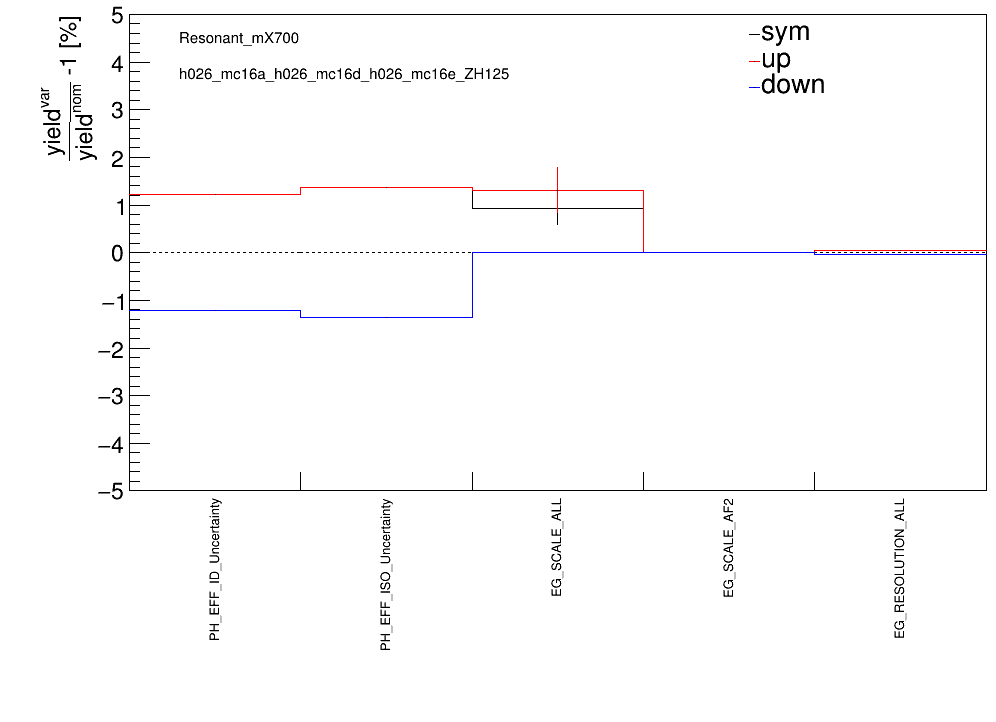 yield^var
yield^nom -1 [%]
5
4
3
2
1
0
−1
−2
−3
−4
−5
Resonant_mX700
h026_mc16a_h026_mc16d_h026_mc16e_ZH125
sym
up
down
PH_EFF_ID_Uncertainty
PH_EFF_ISO_Uncertainty
EG_SCALE_ALL
EG_SCALE_AF2
EG_RESOLUTION_ALL